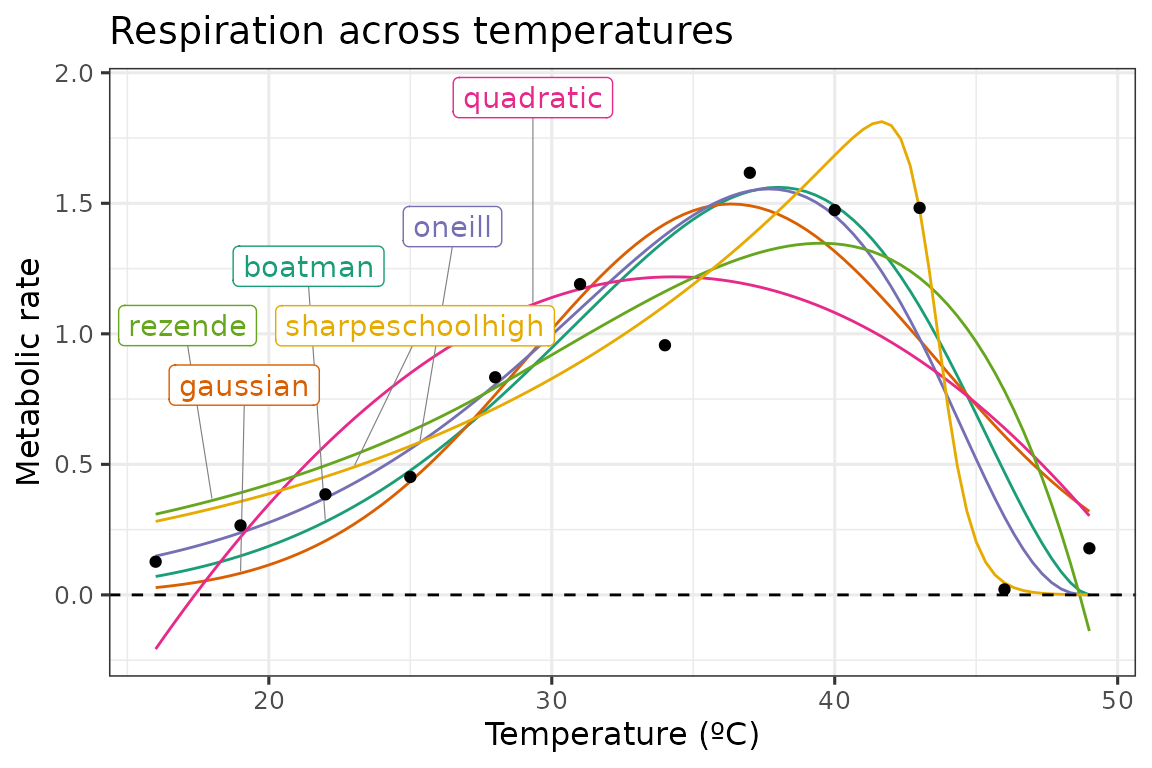 Respiration across temperatures
Metabolic rate
2.0
1.5
1.0
0.5
0.0
quadratic
oneill
boatman
rezende
sharpeschoolhigh
gaussian
20
30
40
50
Temperature (ºC)